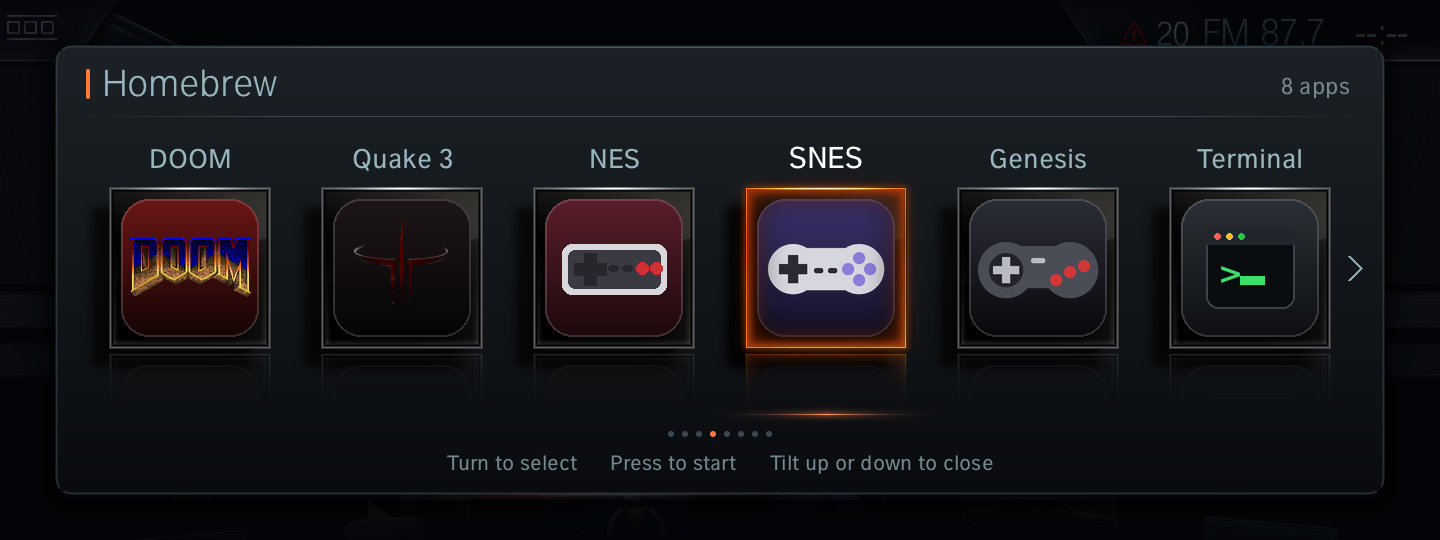 20 FM 87.7 --:--
Homebrew
8 apps
DOOM Quake 3 NES SNES Genesis Terminal
DOOM
>_
Turn to select Press to start Tilt up or down to close